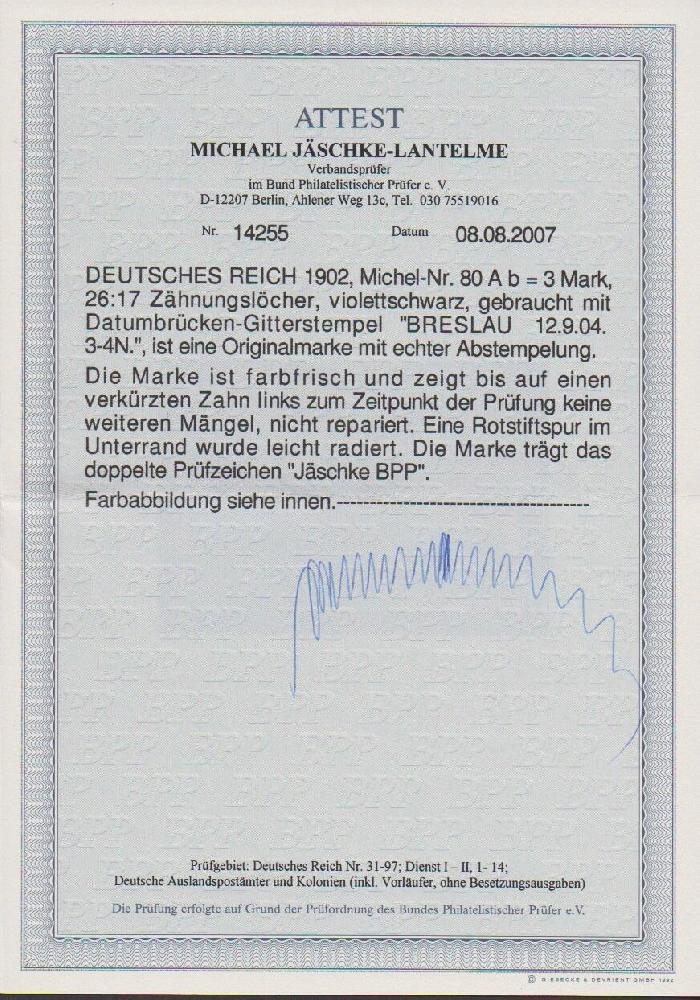 ATTEST
MICHAEL JÄSCHKE-LANTELME
Verbandsprüfer
im Bund Philatelistischer Prüfer e. V.
D-12207 Berlin, Ahlener Weg 13c, Tel. 030 75519016
Nr. 14255 Datum 08.08.2007
DEUTSCHES REICH 1902, Michel-Nr. 80 A b = 3 Mark,
26:17 Zähnungslöcher, violettschwarz, gebraucht mit
Datumbrücken-Gitterstempel "BRESLAU 12.9.04.
3-4N.", ist eine Originalmarke mit echter Abstempelung.
Die Marke ist farbfrisch und zeigt bis auf einen
verkürzten Zahn links zum Zeitpunkt der Prüfung keine
weiteren Mängel, nicht repariert. Eine Rotstiftspur im
Unterrand wurde leicht radiert. Die Marke trägt das
doppelte Prüfzeichen "Jäschke BPP".
Farbabbildung siehe innen.--------------------------------------
Prüfgebiet: Deutsches Reich Nr. 31-97; Dienst I – II, 1- 14;
Deutsche Auslandspostämter und Kolonien (inkl. Vorläufer, ohne Besetzungsausgaben)
Die Prüfung erfolgte auf Grund der Prüfordnung des Bundes Philatelistischer Prüfer e.V.
© GIESECKE & DEVRIENT GMBH